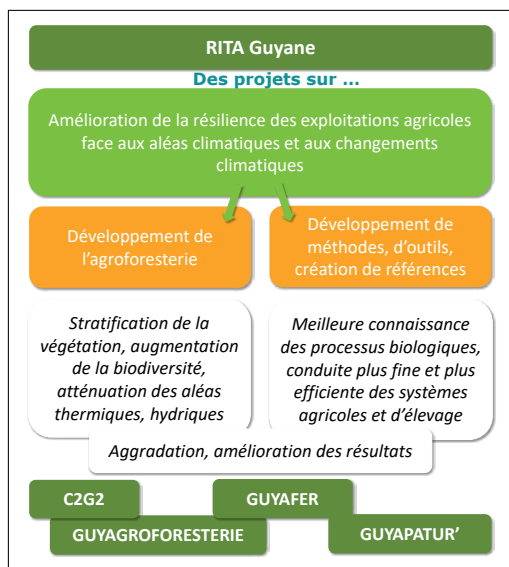 RITA Guyane
Des projets sur ...
Amélioration de la résilience des exploitations agricoles
face aux aléas climatiques et aux changements
climatiques
Développement de
l'agroforesterie
Développement de
méthodes, d'outils,
création de références
Stratification de la
végétation, augmentation
de la biodiversité,
atténuation des aléas
thermiques, hydriques
Meilleure connaissance
des processus biologiques,
conduite plus fine et plus
efficiente des systèmes
agricoles et d'élevage
Aggradation, amélioration des résultats
C2G2
GUYAFER
GUYAGROFORESTERIE
GUYAPATUR'